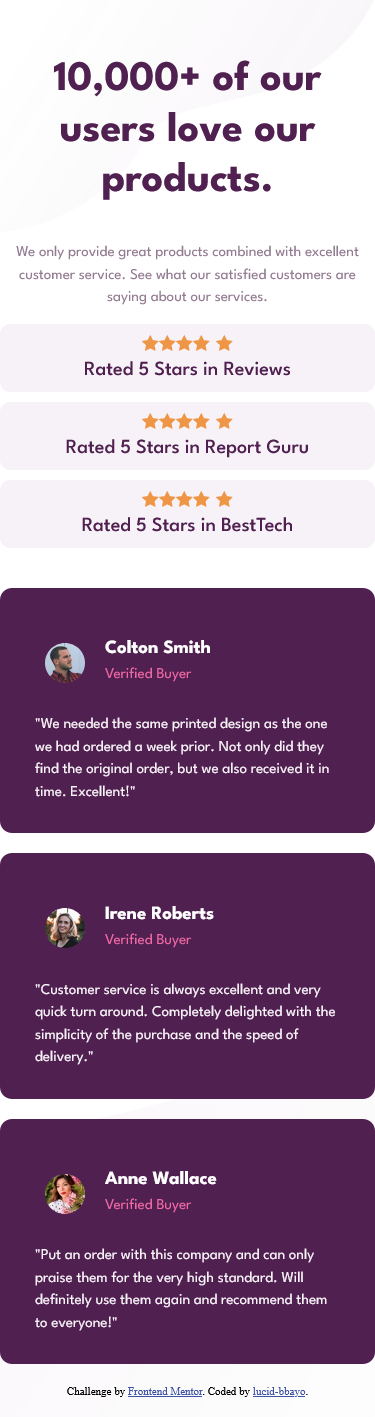 10,000+ of our
users love our
products.
We only provide great products combined with excellent
customer service. See what our satisfied customers are
saying about our services.
Rated 5 Stars in Reviews
Rated 5 Stars in Report Guru
Rated 5 Stars in BestTech
Colton Smith
Verified Buyer
"We needed the same printed design as the one
we had ordered a week prior. Not only did they
find the original order, but we also received it in
time. Excellent!"
Irene Roberts
Verified Buyer
"Customer service is always excellent and very
quick turn around. Completely delighted with the
simplicity of the purchase and the speed of
delivery."
Anne Wallace
Verified Buyer
"Put an order with this company and can only
praise them for the very high standard. Will
definitely use them again and recommend them
to everyone!"
Challenge by Frontend Mentor. Coded by lucid-bbayo.